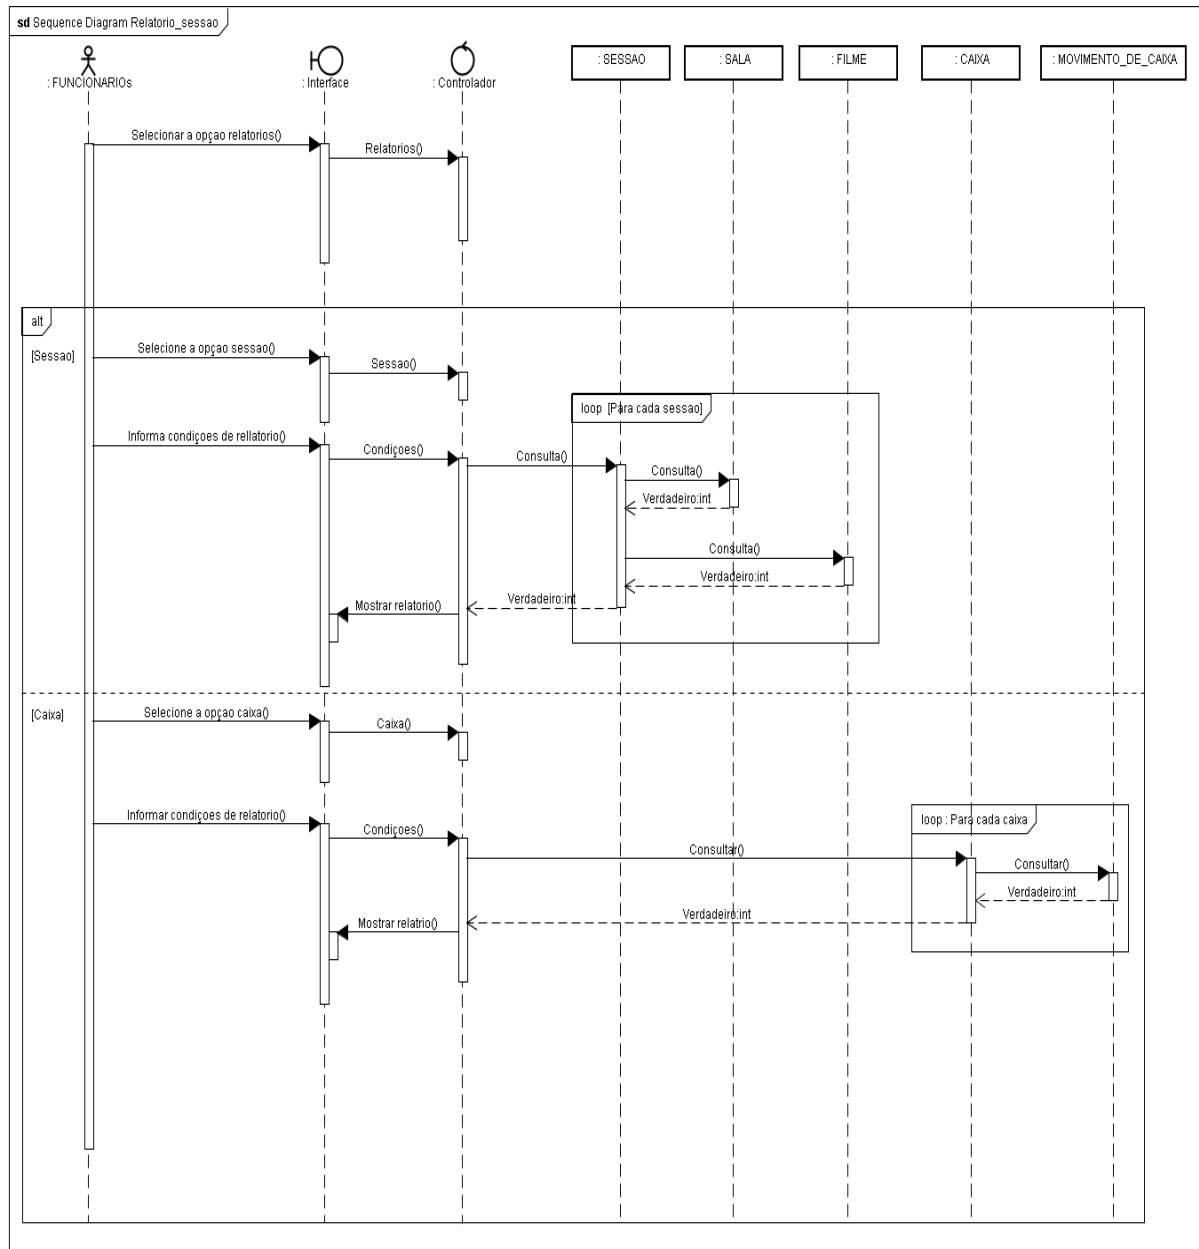 sd Sequence Diagram Relatorio_sessao
: FUNCIONARIOs
: Interface
: Controlador
: SESSAO
: SALA
: FILME
: CAIXA
: MOVIMENTO_DE_CAIXA
Selecionar a opçao relatorios()
Relatorios()
alt
[Sessao]
Selecione a opçao sessao()
Sessao()
loop [Para cada sessao]
Informa condiçoes de rellatorio()
Condiçoes()
Consulta()
Consulta()
Verdadeiro:int
Consulta()
Verdadeiro:int
Verdadeiro:int
Mostrar relatorio()
[Caixa]
Selecione a opçao caixa()
Caixa()
Informar condiçoes de relatorio()
Condiçoes()
loop : Para cada caixa
Consultar()
Consultar()
Verdadeiro:int
Verdadeiro:int
Mostrar relatrio()